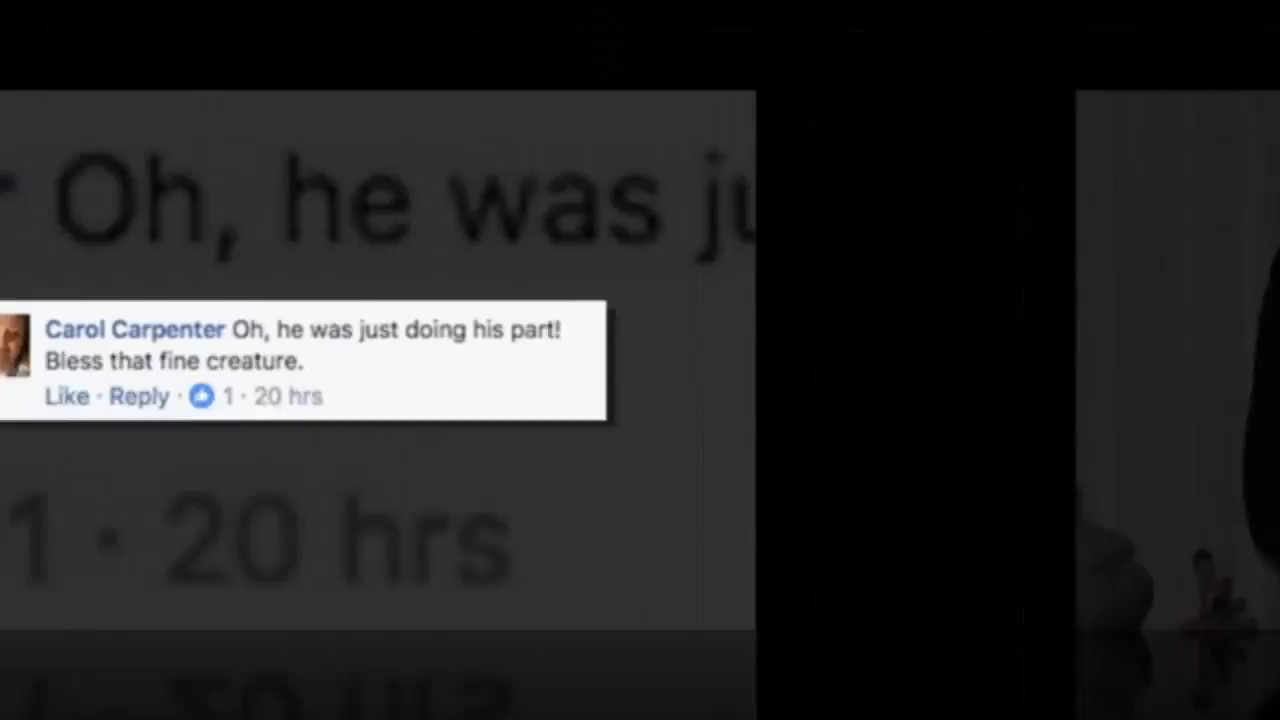 Oh, he was ju
Carol Carpenter Oh, he was just doing his part!
Bless that fine creature.
Like · Reply · 1 · 20 hrs
1 · 20 hrs